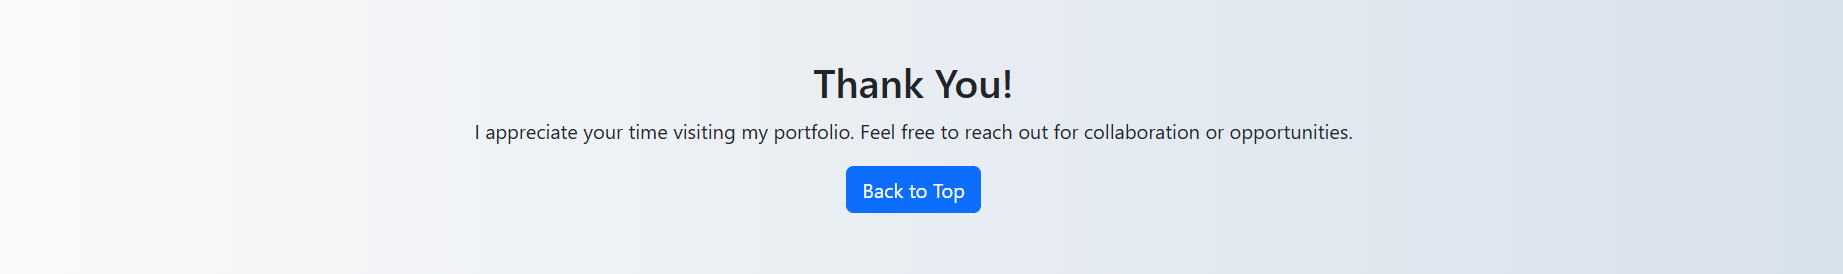 Thank You!
I appreciate your time visiting my portfolio. Feel free to reach out for collaboration or opportunities.
Back to Top